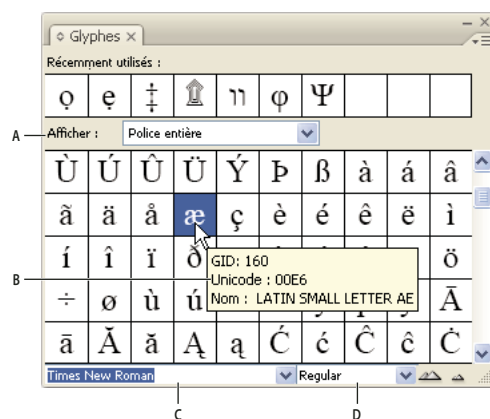 Glyphes ×
Récemment utilisés :
ọ ẹ ‡ װ φ Ψ
A
Afficher : Police entière
Ù Ú Û Ü Ý Þ ß à á â
ã ä å æ ç è é ê ë ì
í î ï ð ö
GID: 160
B
Unicode : 00E6
Nom : LATIN SMALL LETTER AE
÷ ø ù ú Ā
ā Ă ă Ą ą Ć ć Ĉ ĉ Ċ
Times New Roman Regular
C D